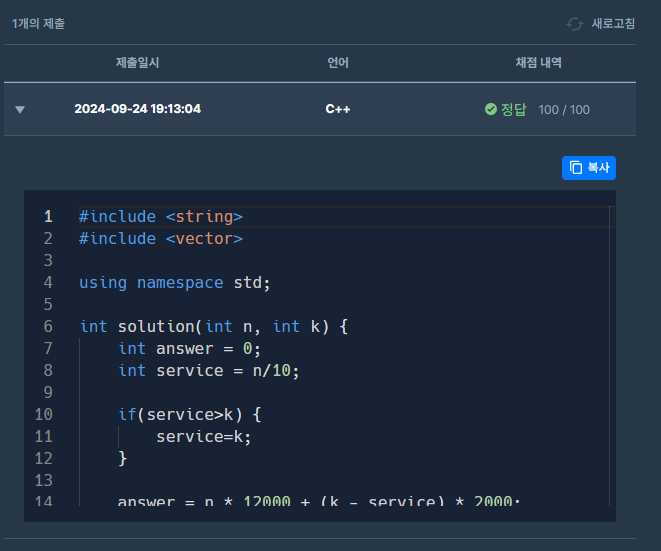 1개의 제출 새로고침
제출일시 언어 채점 내역
2024-09-24 19:13:04 C++ 정답 100 / 100
복사
1 #include <string>
2 #include <vector>
3
4 using namespace std;
5
6 int solution(int n, int k) {
7 int answer = 0;
8 int service = n/10;
9
10 if(service>k) {
11 service=k;
12 }
13
14 answer = n * 12000 + (k - service) * 2000;